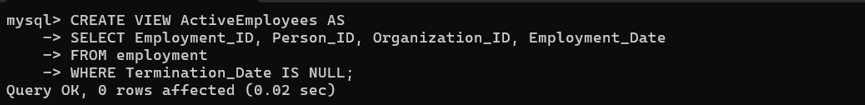 mysql> CREATE VIEW ActiveEmployees AS
    -> SELECT Employment_ID, Person_ID, Organization_ID, Employment_Date
    -> FROM employment
    -> WHERE Termination_Date IS NULL;
Query OK, 0 rows affected (0.02 sec)